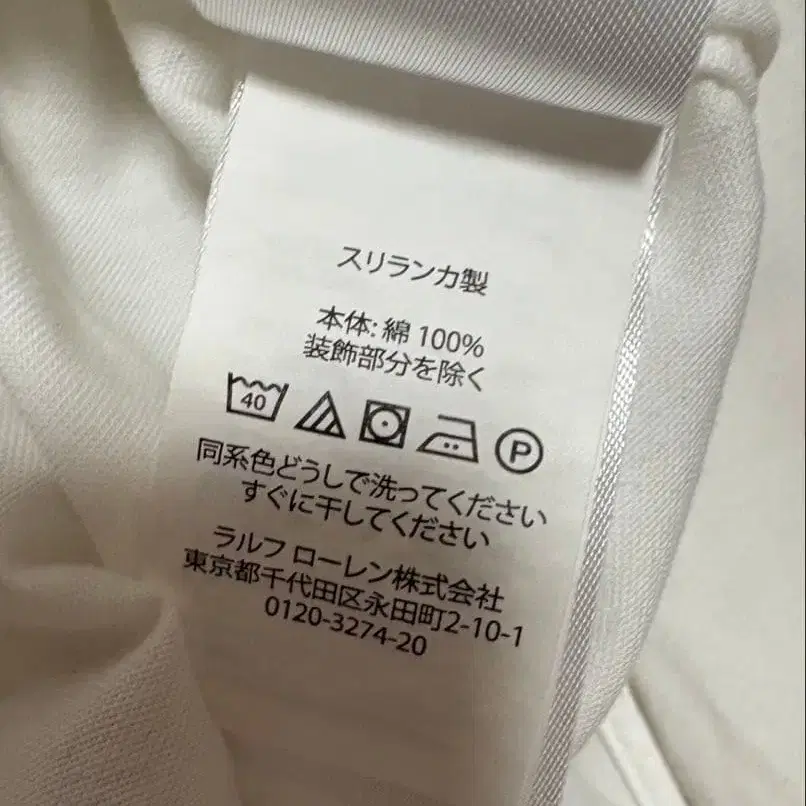 スリランカ製
本体: 綿 100%
装飾部分を除く
40 P
同系色どうしで洗ってください
すぐに干してください
ラルフ ローレン株式会社
東京都千代田区永田町2-10-1
0120-3274-20